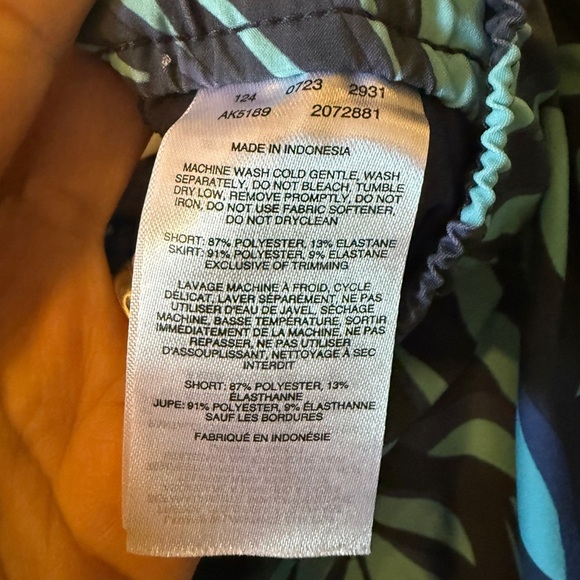 124 0723 2931
AK5189 2072881
MADE IN INDONESIA
MACHINE WASH COLD GENTLE, WASH
SEPARATELY, DO NOT BLEACH, TUMBLE
DRY LOW, REMOVE PROMPTLY, DO NOT
IRON, DO NOT USE FABRIC SOFTENER,
DO NOT DRYCLEAN
SHORT: 87% POLYESTER, 13% ELASTANE
SKIRT: 91% POLYESTER, 9% ELASTANE
EXCLUSIVE OF TRIMMING
LAVAGE MACHINE À FROID, CYCLE
DÉLICAT, LAVER SÉPAREMENT, NE PAS
UTILISER D'EAU DE JAVEL, SÉCHAGE
MACHINE, BASSE TEMPÉRATURE, SORTIR
IMMÉDIATEMENT DE LA MACHINE, NE PAS
REPASSER, NE PAS UTILISER
D'ASSOUPLISSANT, NETTOYAGE À SEC
INTERDIT
SHORT: 87% POLYESTER, 13%
ÉLASTHANNE
JUPE: 91% POLYESTER, 9% ÉLASTHANNE
SAUF LES BORDURES
FABRIQUÉ EN INDONÉSIE